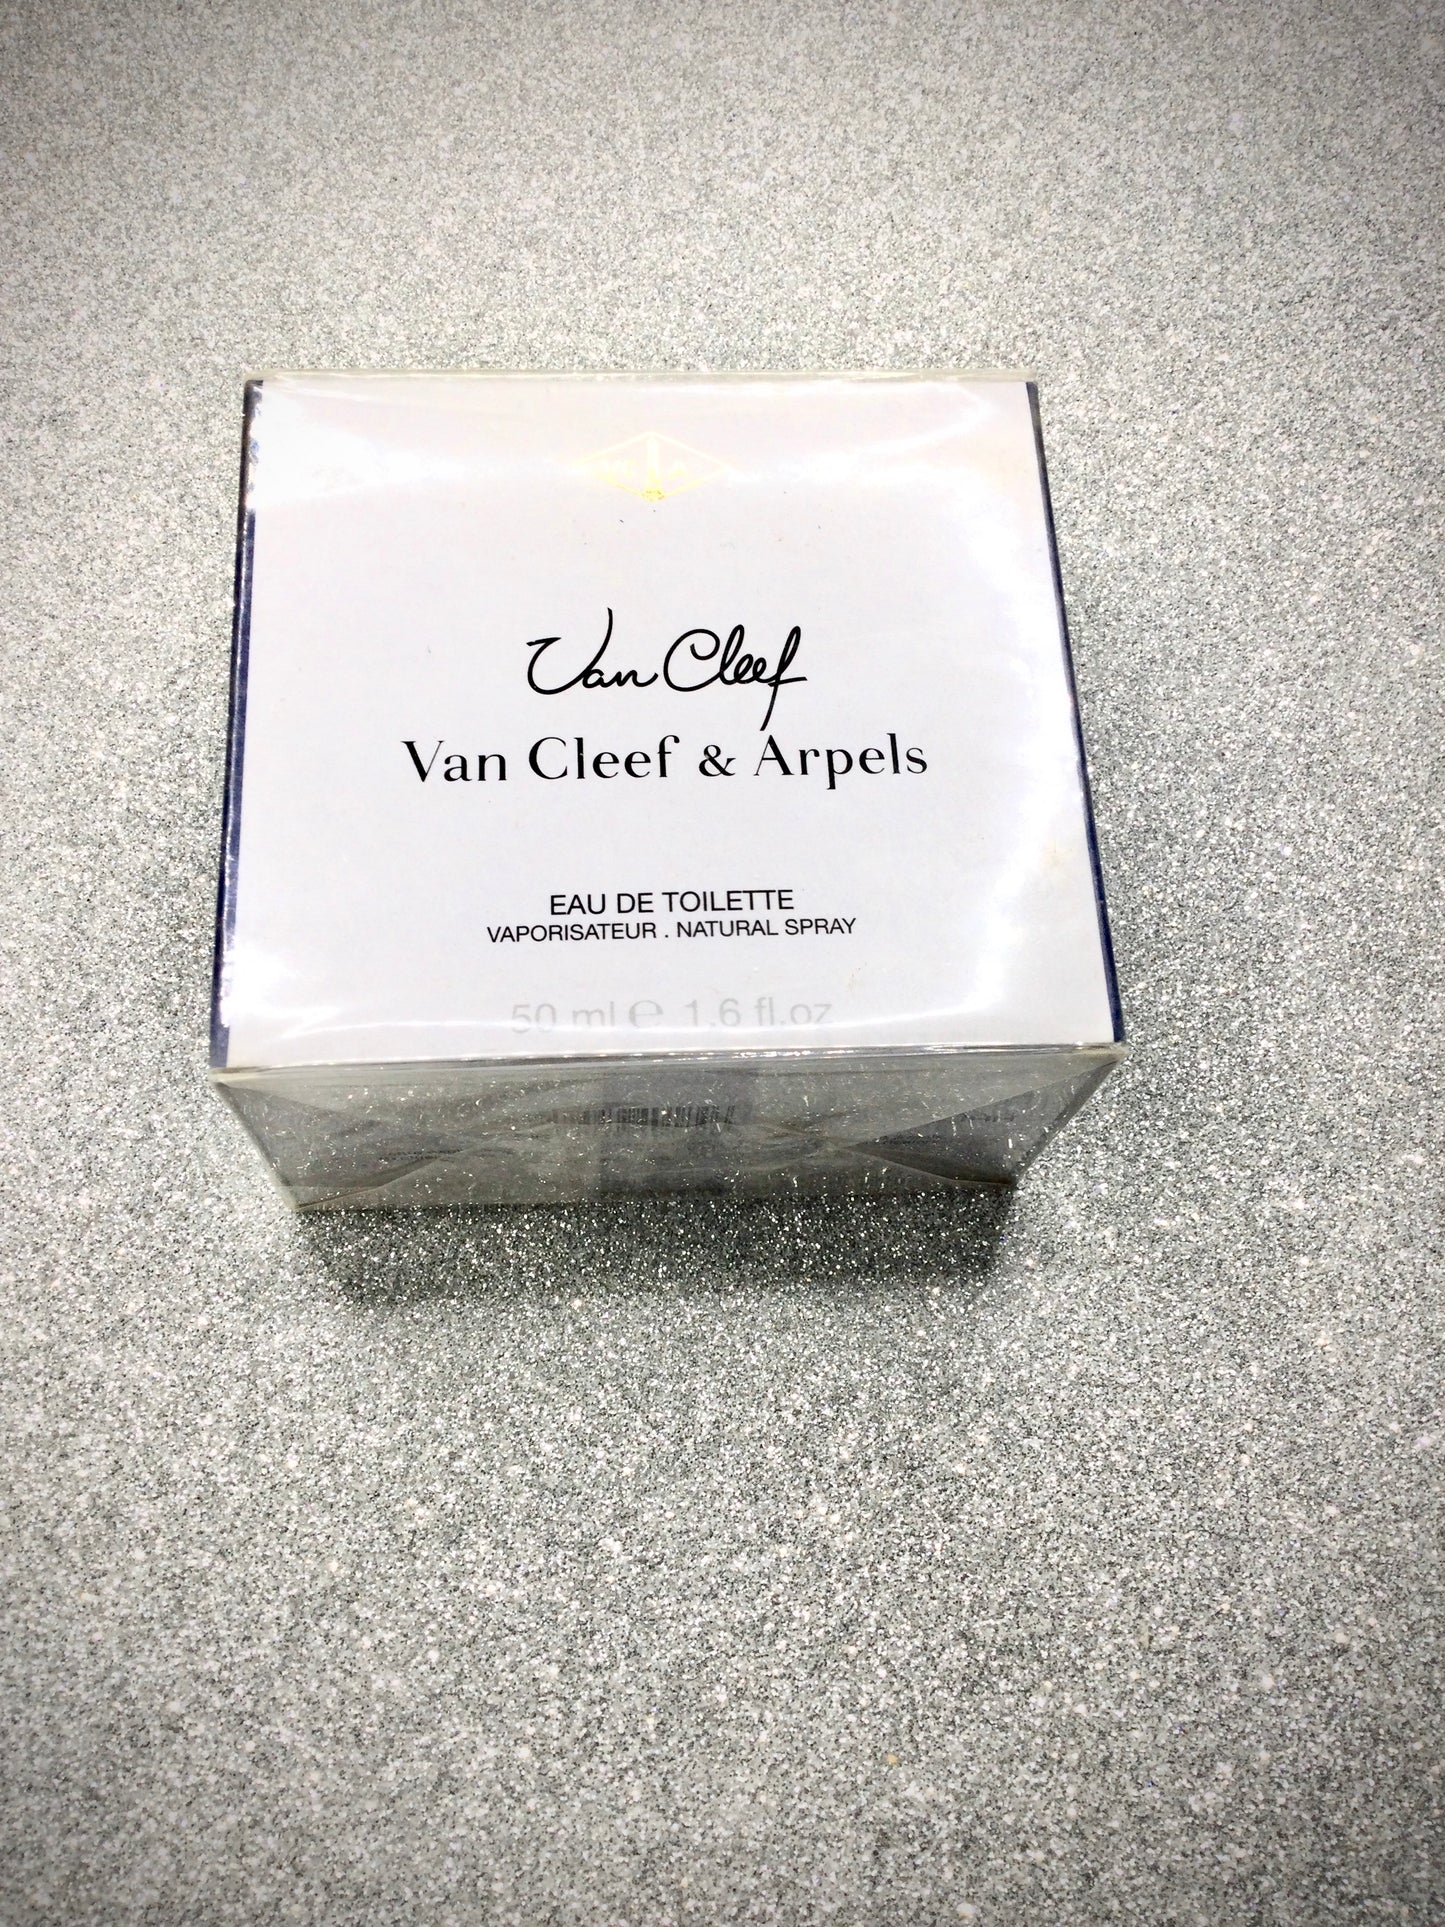 Van Cleef
Van Cleef & Arpels
EAU DE TOILETTE
VAPORISATEUR . NATURAL SPRAY
50 ml e 1.6 fl.oz